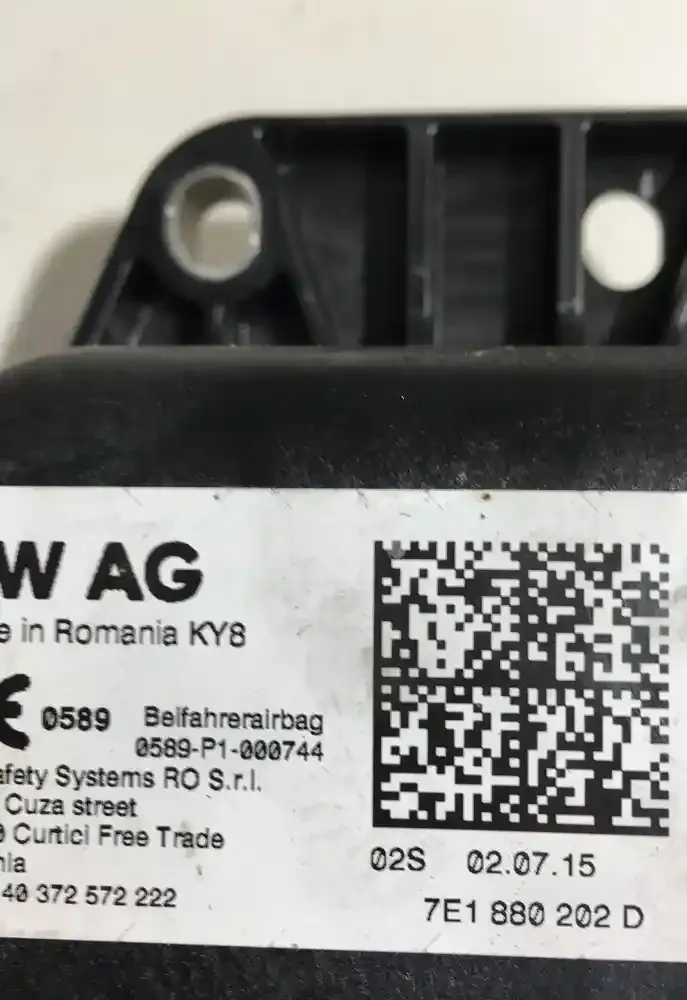 W AG
e in Romania KY8
CE 0589 Beifahrerairbag
0589-P1-000744
afety Systems RO S.r.l.
Cuza street
Curtici Free Trade
nia
40 372 572 222
02S 02.07.15
7E1 880 202 D